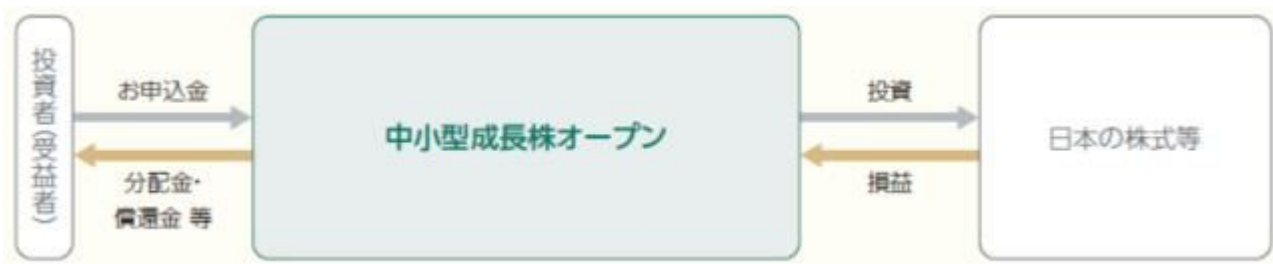 投資者(受益者)
お申込金
分配金・
償還金 等
中小型成長株オープン
投資
損益
日本の株式等